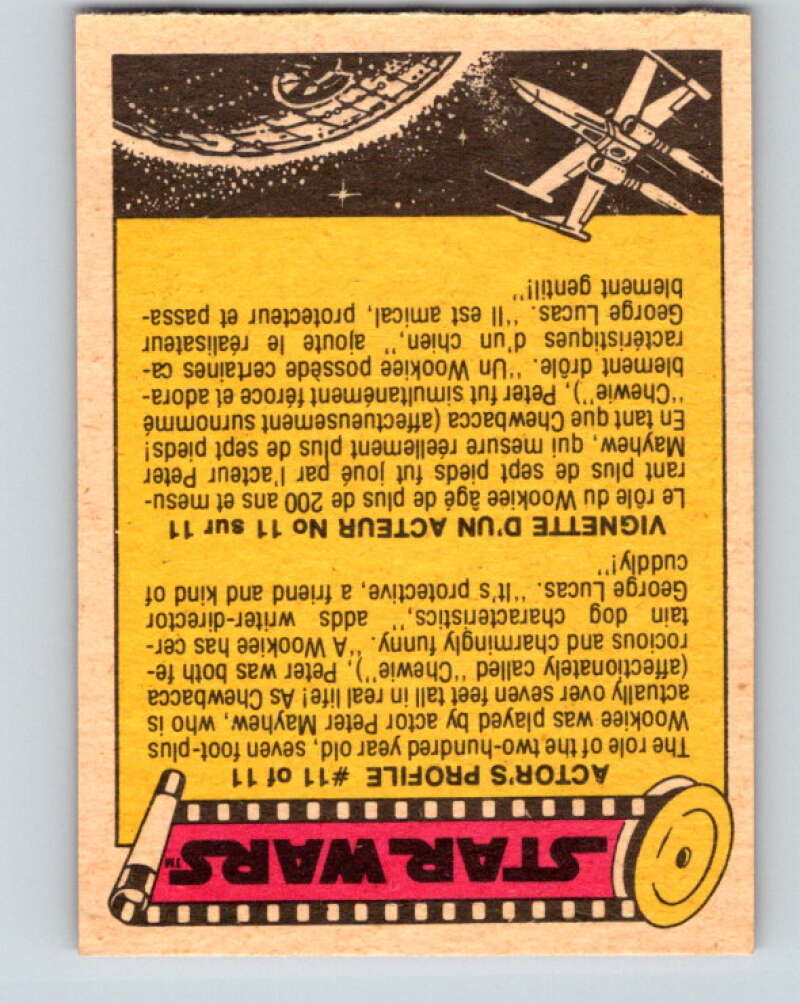 STAR WARS™
ACTOR'S PROFILE #11 of 11
The role of the two-hundred year old, seven foot-plus
Wookiee was played by actor Peter Mayhew, who is
actually over seven feet tall in real life! As Chewbacca
(affectionately called "Chewie"), Peter was both fe-
rocious and charmingly funny. "A Wookiee has cer-
tain dog characteristics," adds writer-director
George Lucas. "It's protective, a friend and kind of
cuddly!"
VIGNETTE D'UN ACTEUR No 11 sur 11
Le rôle du Wookiee âgé de plus de 200 ans et mesu-
rant plus de sept pieds fut joué par l'acteur Peter
Mayhew, qui mesure réellement plus de sept pieds!
En tant que Chewbacca (affectueusement surnommé
"Chewie"), Peter fut simultanément féroce et adora-
blement drôle. "Un Wookiee possède certaines ca-
ractéristiques d'un chien," ajoute le réalisateur
George Lucas. "Il est amical, protecteur et passa-
blement gentil!"